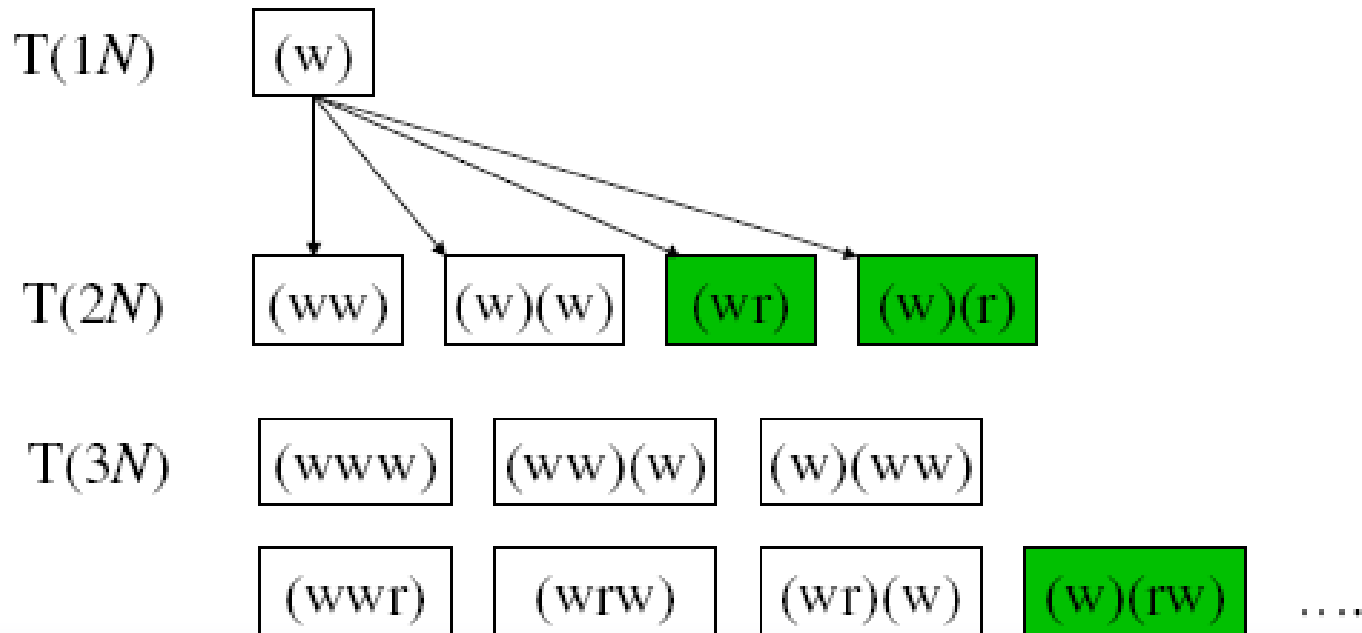 T(1N) (w)
T(2N) (ww) (w)(w) (wr) (w)(r)
T(3N) (www) (ww)(w) (w)(ww)
(wwr) (wrw) (wr)(w) (w)(rw) ....